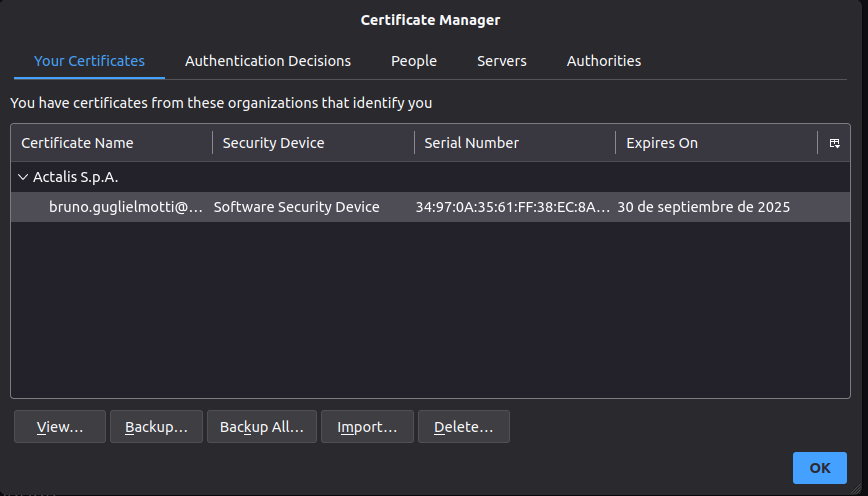 Certificate Manager
Your Certificates Authentication Decisions People Servers Authorities
You have certificates from these organizations that identify you
Certificate Name Security Device Serial Number Expires On
Actalis S.p.A.
bruno.guglielmotti@... Software Security Device 34:97:0A:35:61:FF:38:EC:8A... 30 de septiembre de 2025
View... Backup... Backup All... Import... Delete...
OK